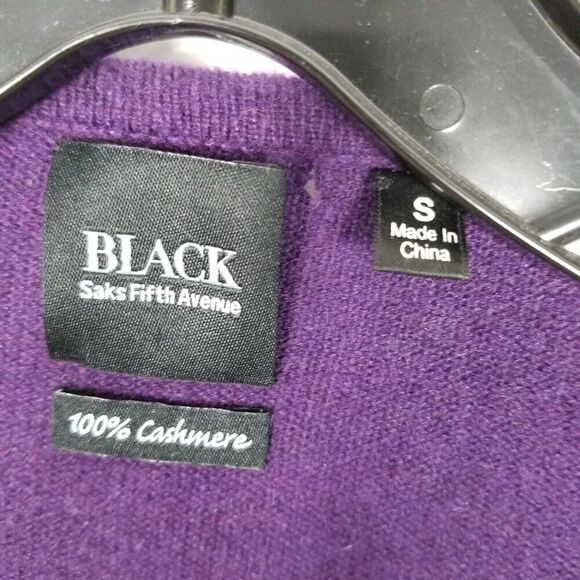 BLACK
Saks Fifth Avenue
100% Cashmere
S
Made In
China